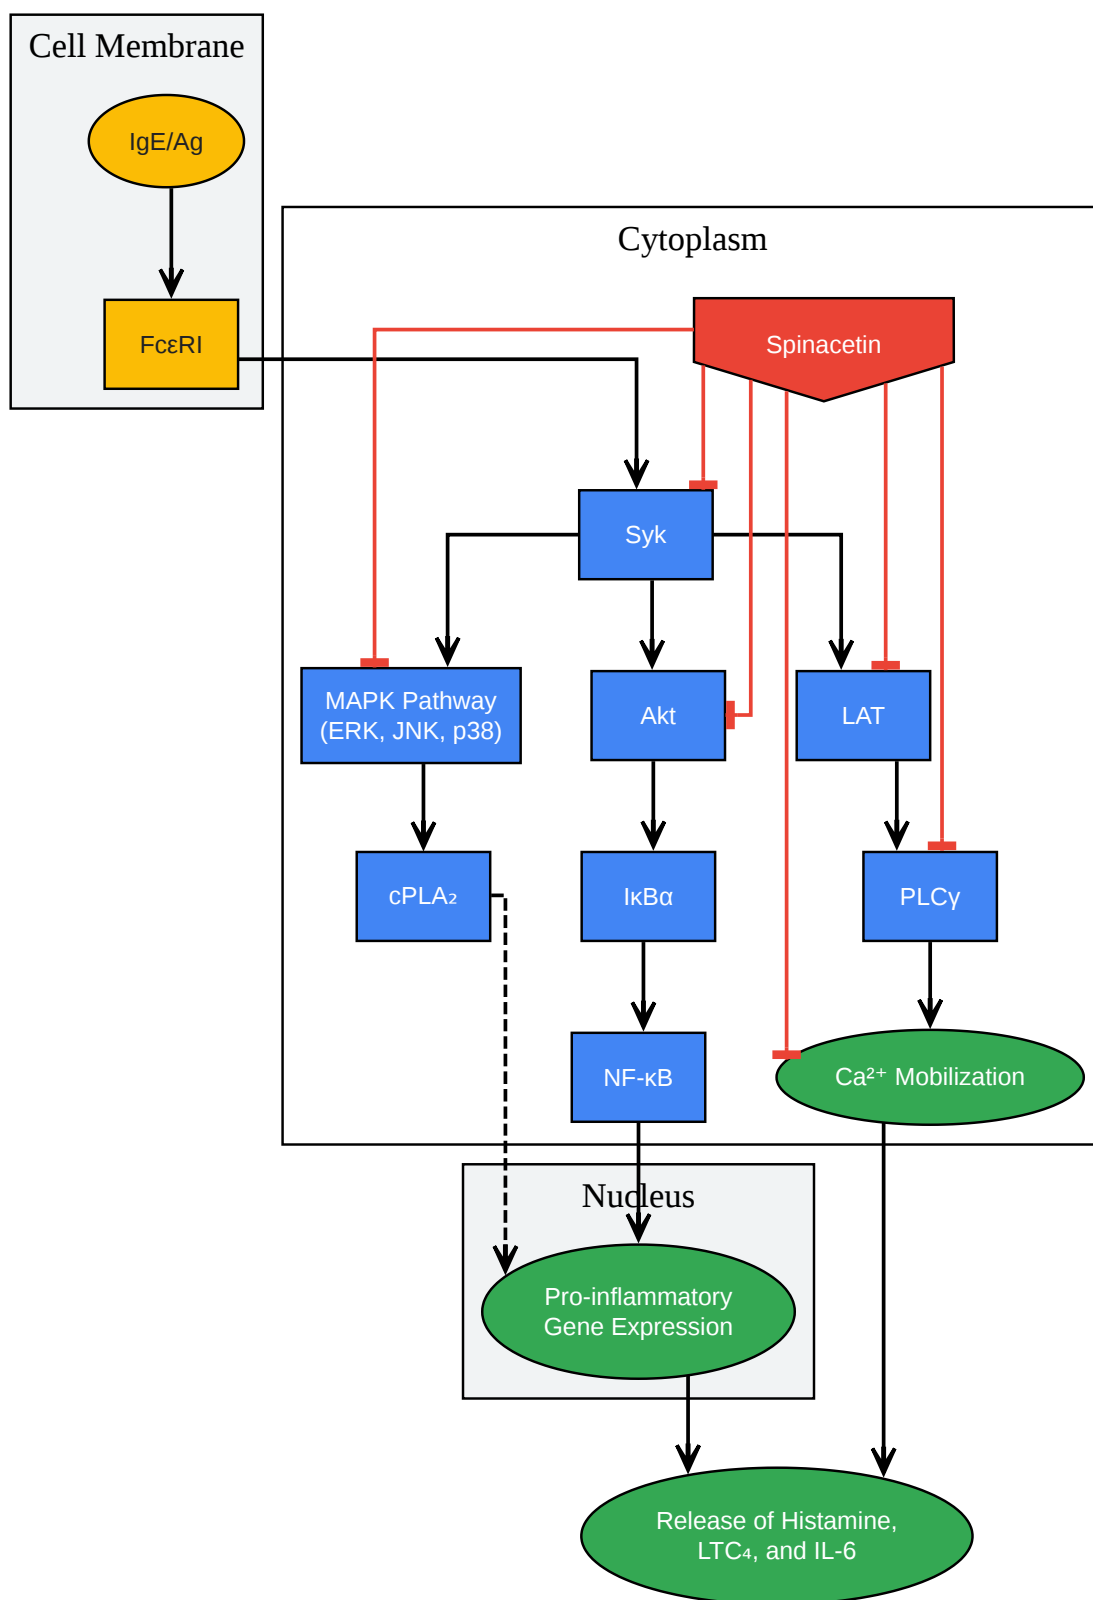 Cell Membrane
IgE/Ag
FcεRI
Cytoplasm
Spinacetin
Syk
MAPK Pathway
(ERK, JNK, p38)
Akt
LAT
cPLA₂
IκBα
PLCγ
NF-κB
Ca²⁺ Mobilization
Nucleus
Pro-inflammatory
Gene Expression
Release of Histamine,
LTC₄, and IL-6